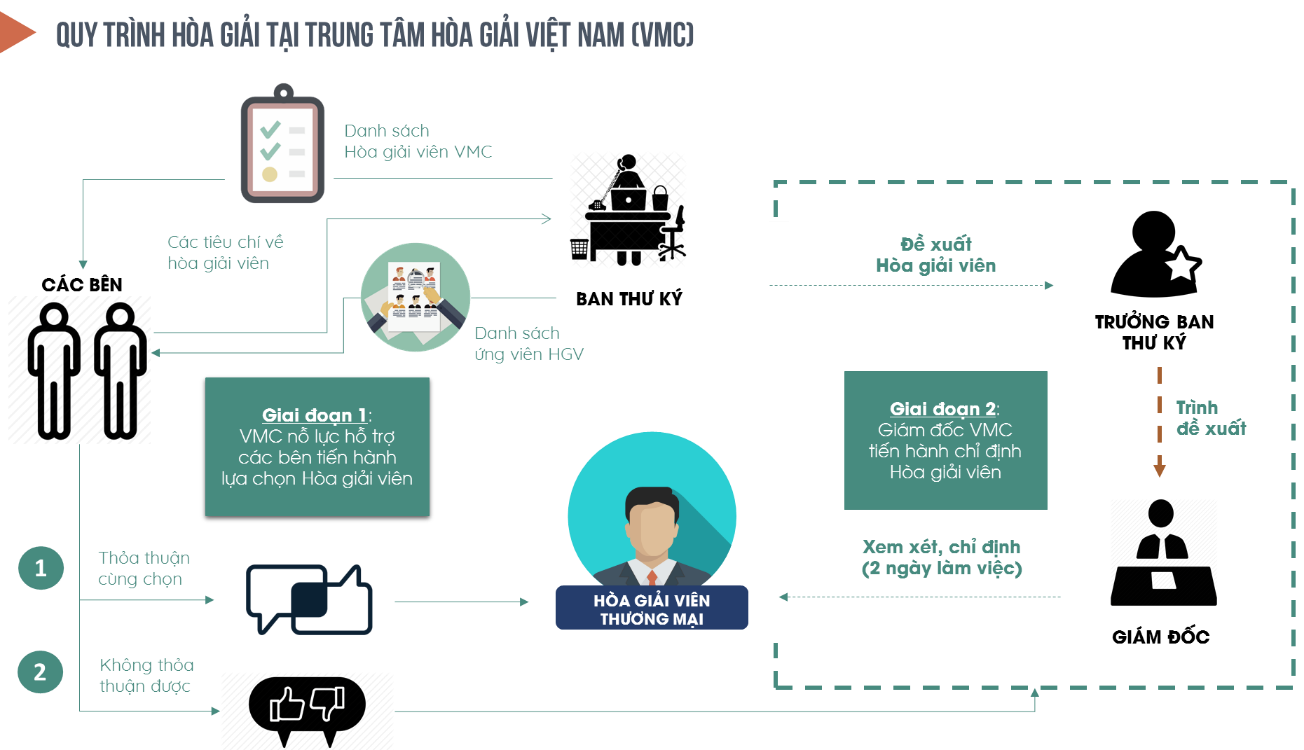 QUY TRÌNH HÒA GIẢI TẠI TRUNG TÂM HÒA GIẢI VIỆT NAM (VMC)
Danh sách
Hòa giải viên VMC
Các tiêu chí về
hòa giải viên
CÁC BÊN
BAN THƯ KÝ
Danh sách
ứng viên HGV
Đề xuất
Hòa giải viên
TRƯỞNG BAN
THƯ KÝ
Trình
đề xuất
Giai đoạn 1:
VMC nỗ lực hỗ trợ
các bên tiến hành
lựa chọn Hòa giải viên
Giai đoạn 2:
Giám đốc VMC
tiến hành chỉ định
Hòa giải viên
Xem xét, chỉ định
(2 ngày làm việc)
GIÁM ĐỐC
HÒA GIẢI VIÊN
THƯƠNG MẠI
1
Thỏa thuận
cùng chọn
2
Không thỏa
thuận được